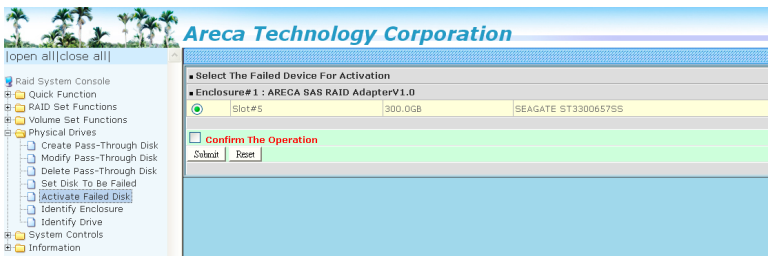 Areca Technology Corporation
|open all|close all|
Raid System Console
Quick Function
RAID Set Functions
Volume Set Functions
Physical Drives
Create Pass-Through Disk
Modify Pass-Through Disk
Delete Pass-Through Disk
Set Disk To Be Failed
Activate Failed Disk
Identify Enclosure
Identify Drive
System Controls
Information
Select The Failed Device For Activation
Enclosure#1 : ARECA SAS RAID AdapterV1.0
Slot#5 300.0GB SEAGATE ST3300657SS
Confirm The Operation
Submit Reset